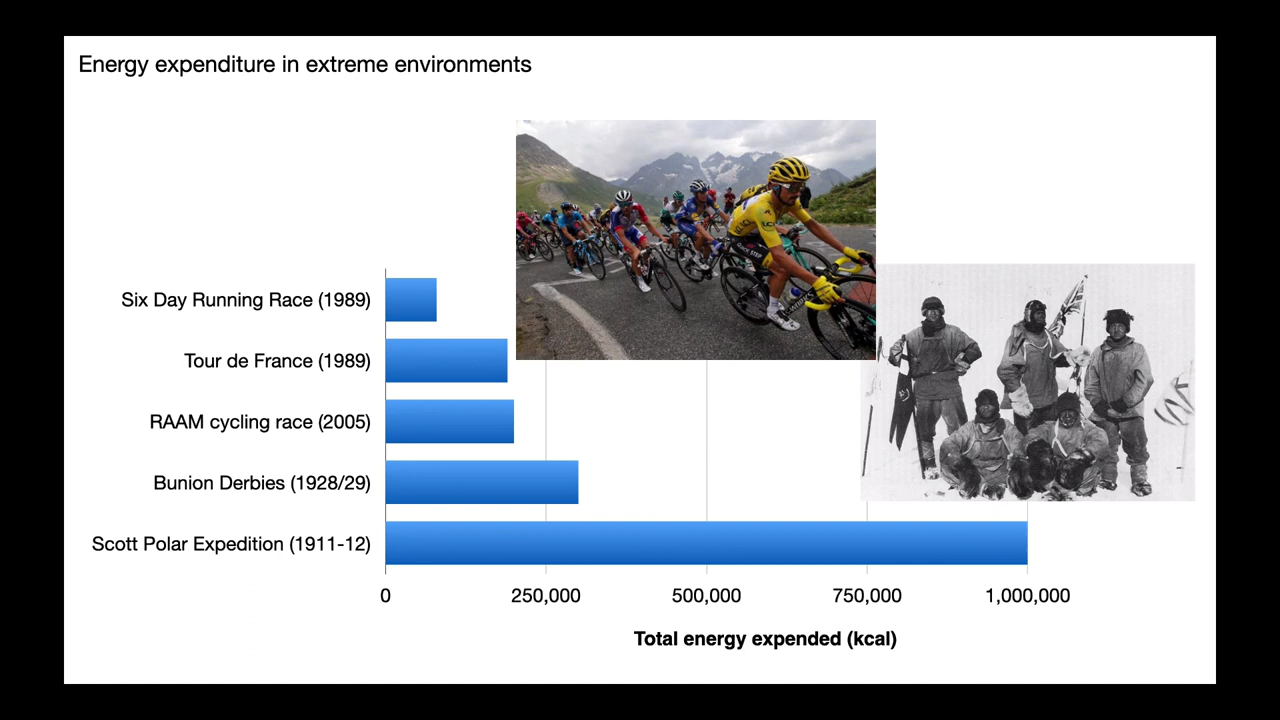 Energy expenditure in extreme environments
Six Day Running Race (1989)
Tour de France (1989)
RAAM cycling race (2005)
Bunion Derbies (1928/29)
Scott Polar Expedition (1911-12)
0 250,000 500,000 750,000 1,000,000
Total energy expended (kcal)